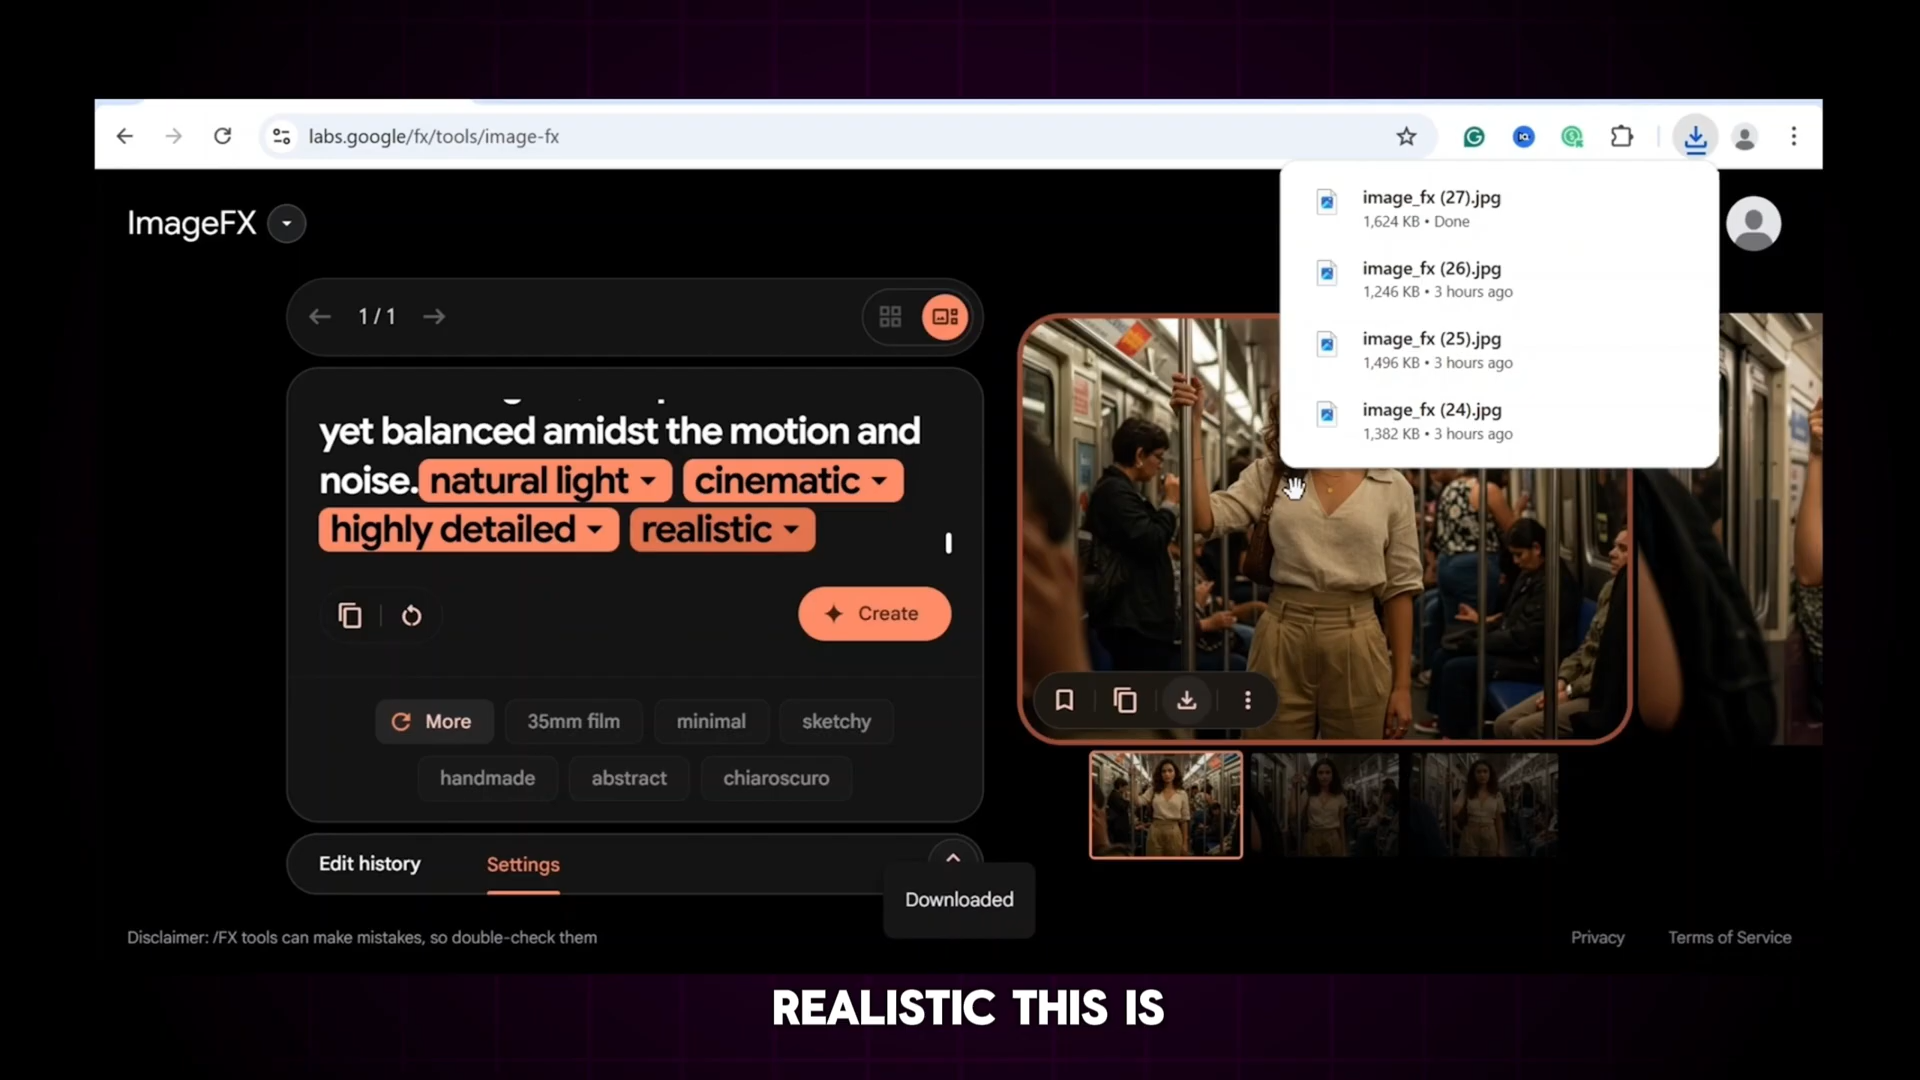 labs.google/fx/tools/image-fx
image_fx (27).jpg
1,624 KB • Done
image_fx (26).jpg
1,246 KB • 3 hours ago
image_fx (25).jpg
1,496 KB • 3 hours ago
image_fx (24).jpg
1,382 KB • 3 hours ago
ImageFX
1 / 1
yet balanced amidst the motion and
noise. natural light cinematic
highly detailed realistic
Create
More 35mm film minimal sketchy
handmade abstract chiaroscuro
Edit history Settings
Downloaded
Disclaimer: /FX tools can make mistakes, so double-check them
Privacy Terms of Service
REALISTIC THIS IS